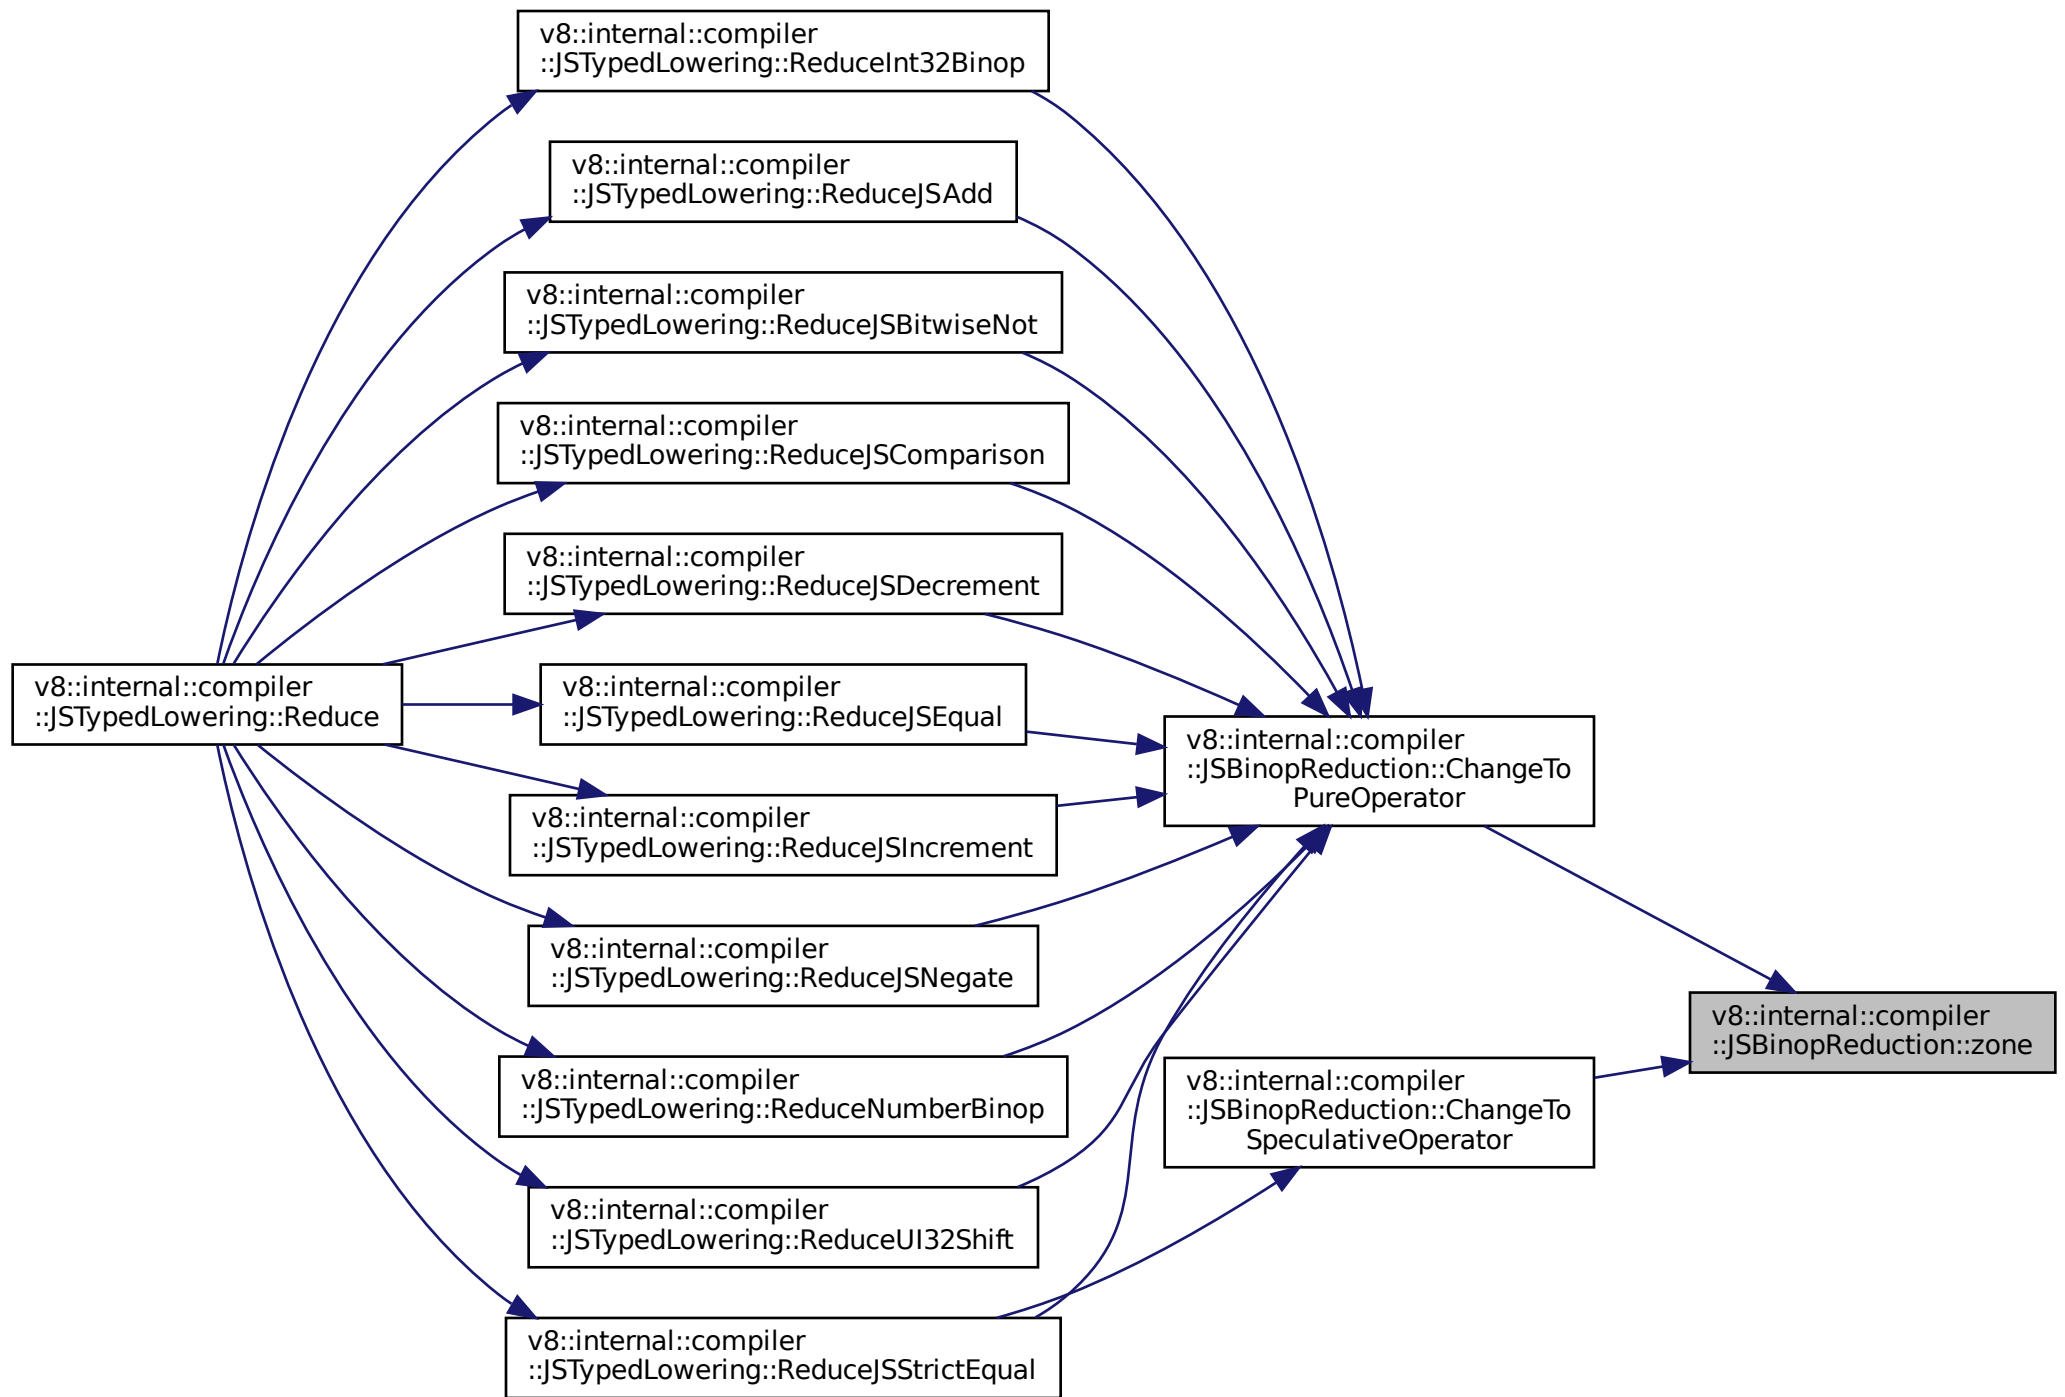 v8::internal::compiler
::JSTypedLowering::ReduceInt32Binop
v8::internal::compiler
::JSTypedLowering::ReduceJSAdd
v8::internal::compiler
::JSTypedLowering::ReduceJSBitwiseNot
v8::internal::compiler
::JSTypedLowering::ReduceJSComparison
v8::internal::compiler
::JSTypedLowering::ReduceJSDecrement
v8::internal::compiler
::JSTypedLowering::Reduce
v8::internal::compiler
::JSTypedLowering::ReduceJSEqual
v8::internal::compiler
::JSBinopReduction::ChangeTo
PureOperator
v8::internal::compiler
::JSTypedLowering::ReduceJSIncrement
v8::internal::compiler
::JSTypedLowering::ReduceJSNegate
v8::internal::compiler
::JSBinopReduction::zone
v8::internal::compiler
::JSTypedLowering::ReduceNumberBinop
v8::internal::compiler
::JSBinopReduction::ChangeTo
SpeculativeOperator
v8::internal::compiler
::JSTypedLowering::ReduceUI32Shift
v8::internal::compiler
::JSTypedLowering::ReduceJSStrictEqual